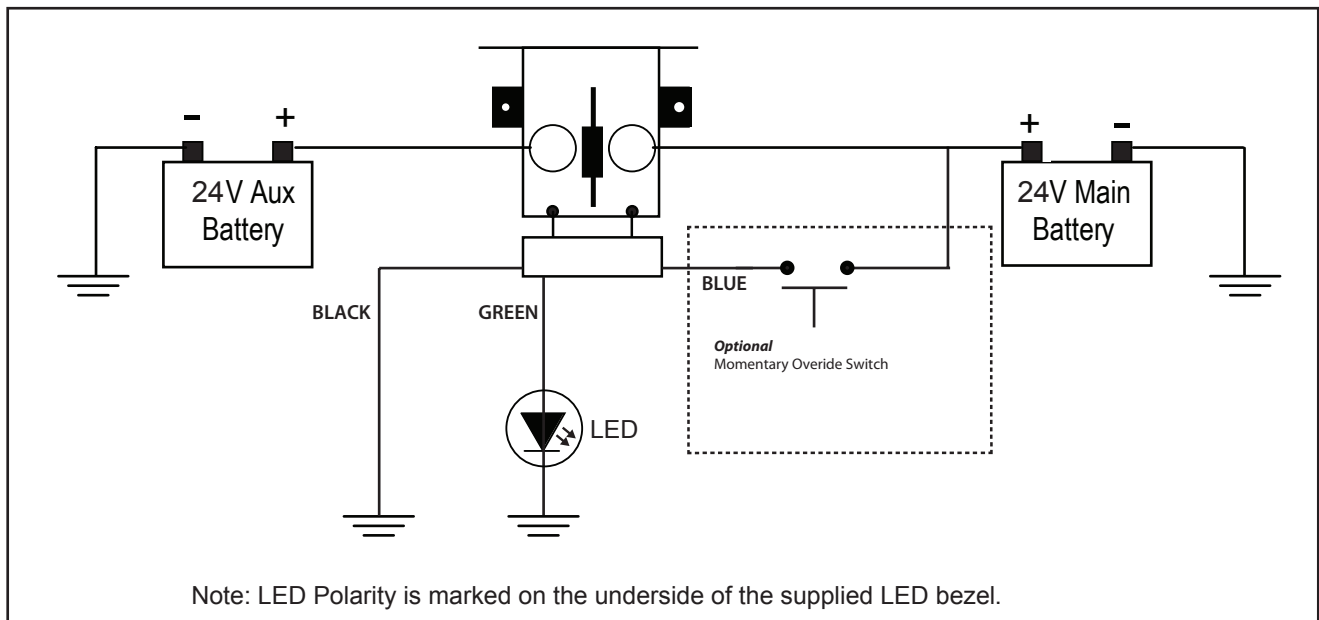 - +
+ -
24V Aux
Battery
24V Main
Battery
BLUE
BLACK
GREEN
Optional
Momentary Overide Switch
LED
Note: LED Polarity is marked on the underside of the supplied LED bezel.